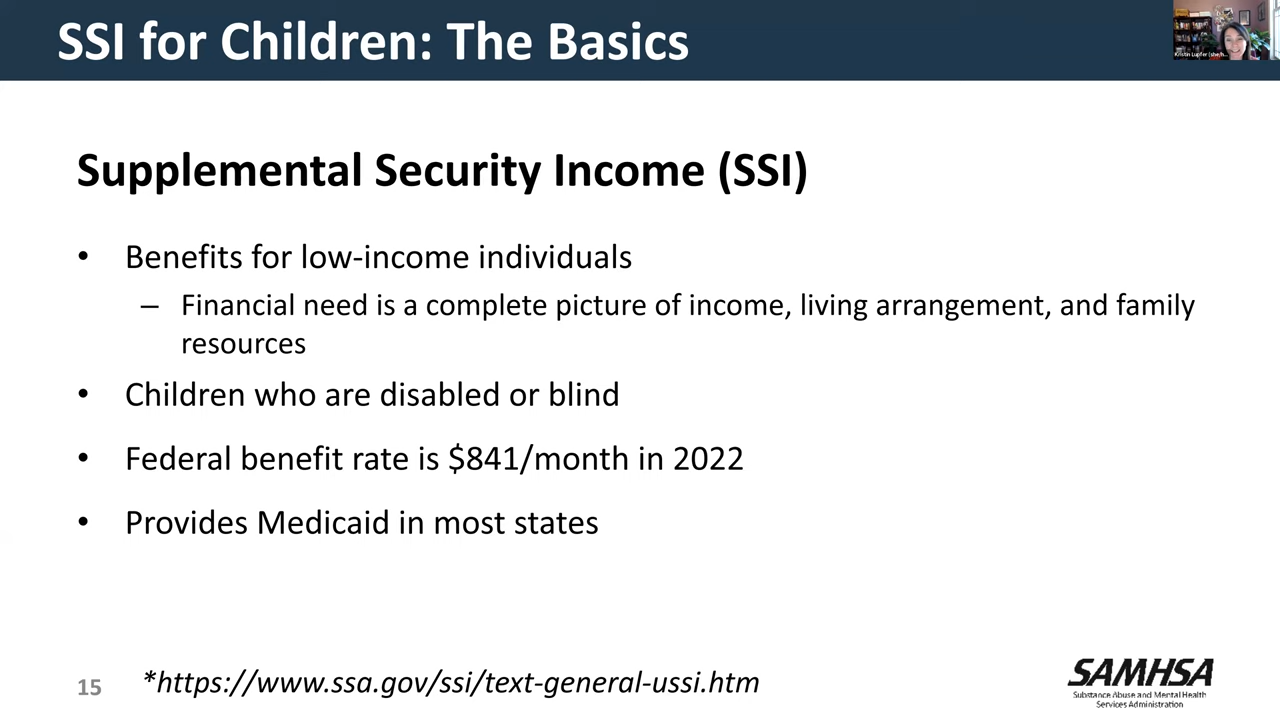 SSI for Children: The Basics
Kristin Lupfer (she/h...
Supplemental Security Income (SSI)
• Benefits for low-income individuals
– Financial need is a complete picture of income, living arrangement, and family
resources
• Children who are disabled or blind
• Federal benefit rate is $841/month in 2022
• Provides Medicaid in most states
15 *https://www.ssa.gov/ssi/text-general-ussi.htm
SAMHSA
Substance Abuse and Mental Health
Services Administration